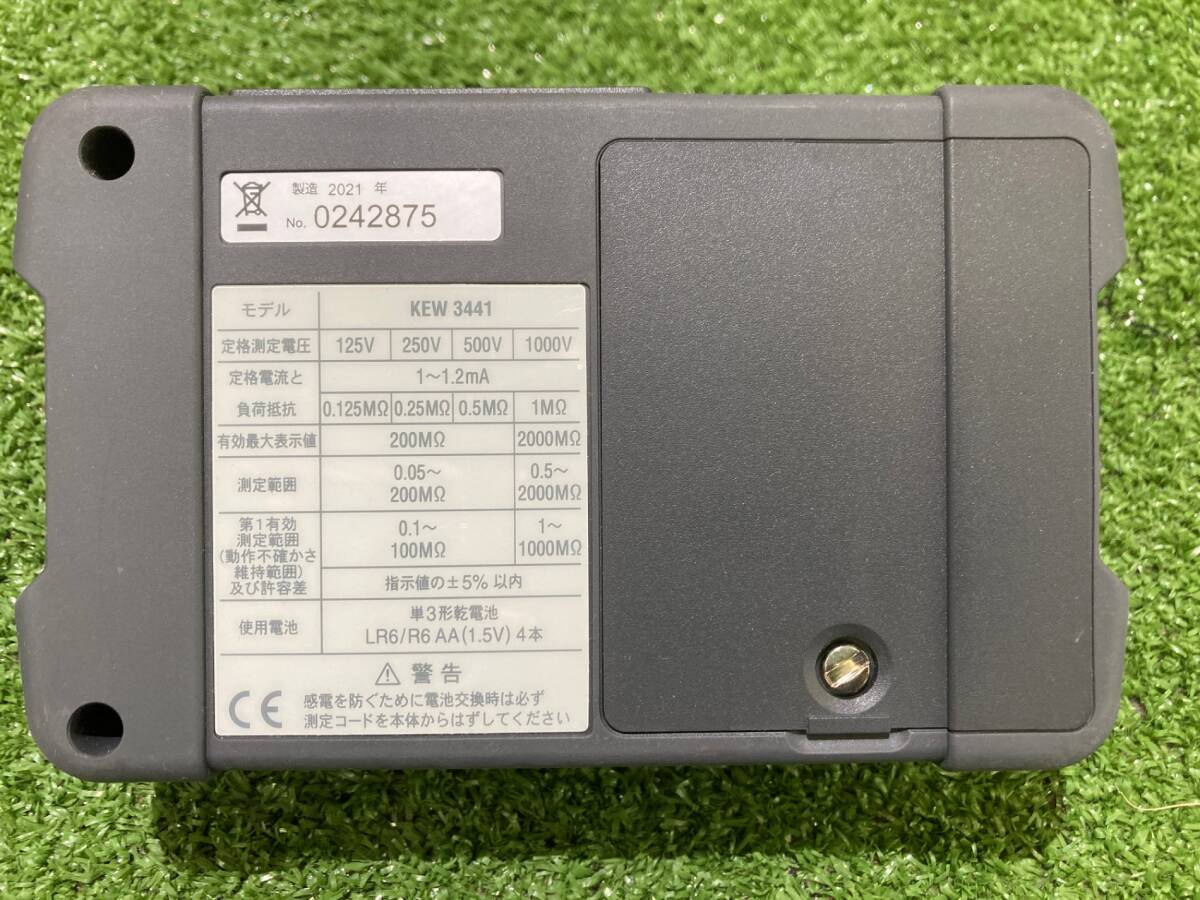 製造 2021 年
No. 0242875
モデル KEW 3441
定格測定電圧 125V 250V 500V 1000V
定格電流と 1〜1.2mA
負荷抵抗 0.125MΩ 0.25MΩ 0.5MΩ 1MΩ
有効最大表示値 200MΩ 2000MΩ
測定範囲 0.05〜 0.5〜
200MΩ 2000MΩ
第1有効
測定範囲 0.1〜 1〜
(動作不確かさ 100MΩ 1000MΩ
維持範囲)
及び許容差 指示値の±5% 以内
使用電池 単3形乾電池
LR6/R6 AA(1.5V) 4本
⚠ 警告
CE 感電を防ぐために電池交換時は必ず
測定コードを本体からはずしてください